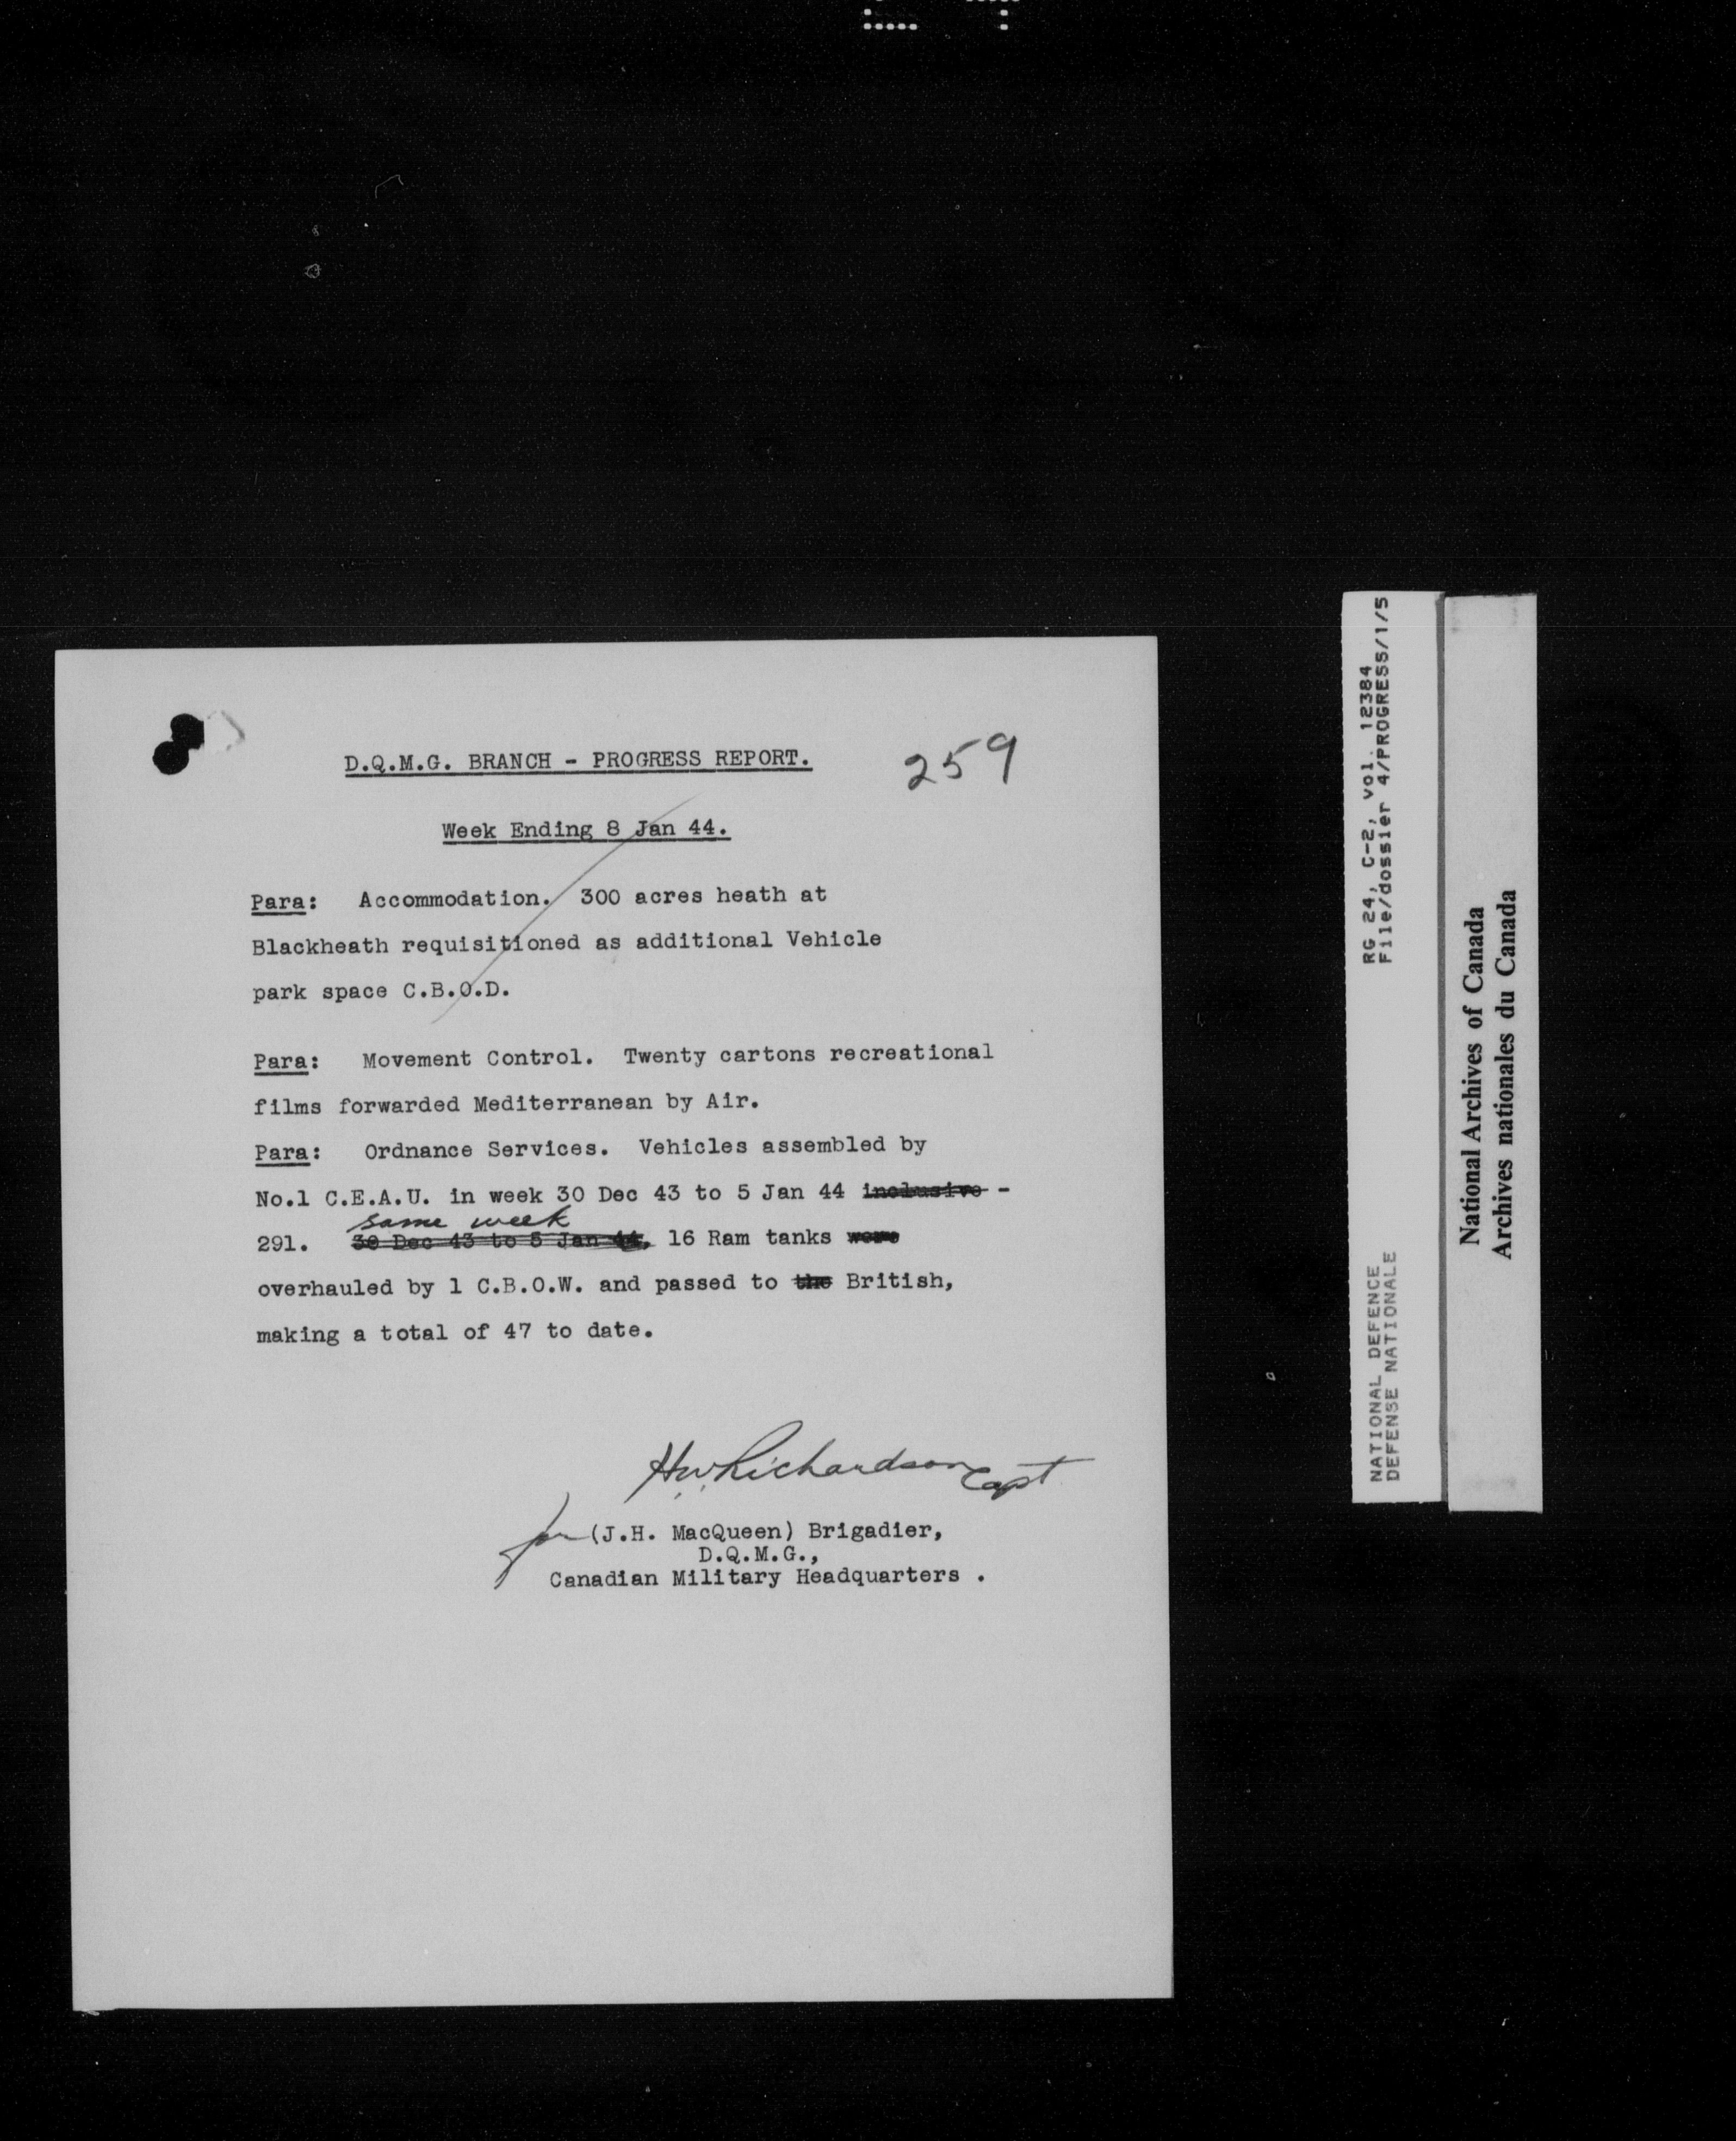 D.Q.M.G. BRANCH - PROGRESS REPORT.
259
Week Ending 8 Jan 44.
Para: Accommodation. 300 acres heath at
Blackheath requisitioned as additional Vehicle
park space C.B.O.D.
Para: Movement Control. Twenty cartons recreational
films forwarded Mediterranean by Air.
Para: Ordnance Services. Vehicles assembled by
No.1 C.E.A.U. in week 30 Dec 43 to 5 Jan 44 inclusive -
same week
291. 30 Dec 43 to 5 Jan 44, 16 Ram tanks were
overhauled by 1 C.B.O.W. and passed to the British,
making a total of 47 to date.
H.W. Richardson Capt
for (J.H. MacQueen) Brigadier,
D.Q.M.G.,
Canadian Military Headquarters .
RG 24, C-2, vol. 12384
File/dossier 4/PROGRESS/1/5
NATIONAL DEFENCE
DEFENSE NATIONALE
National Archives of Canada
Archives nationales du Canada